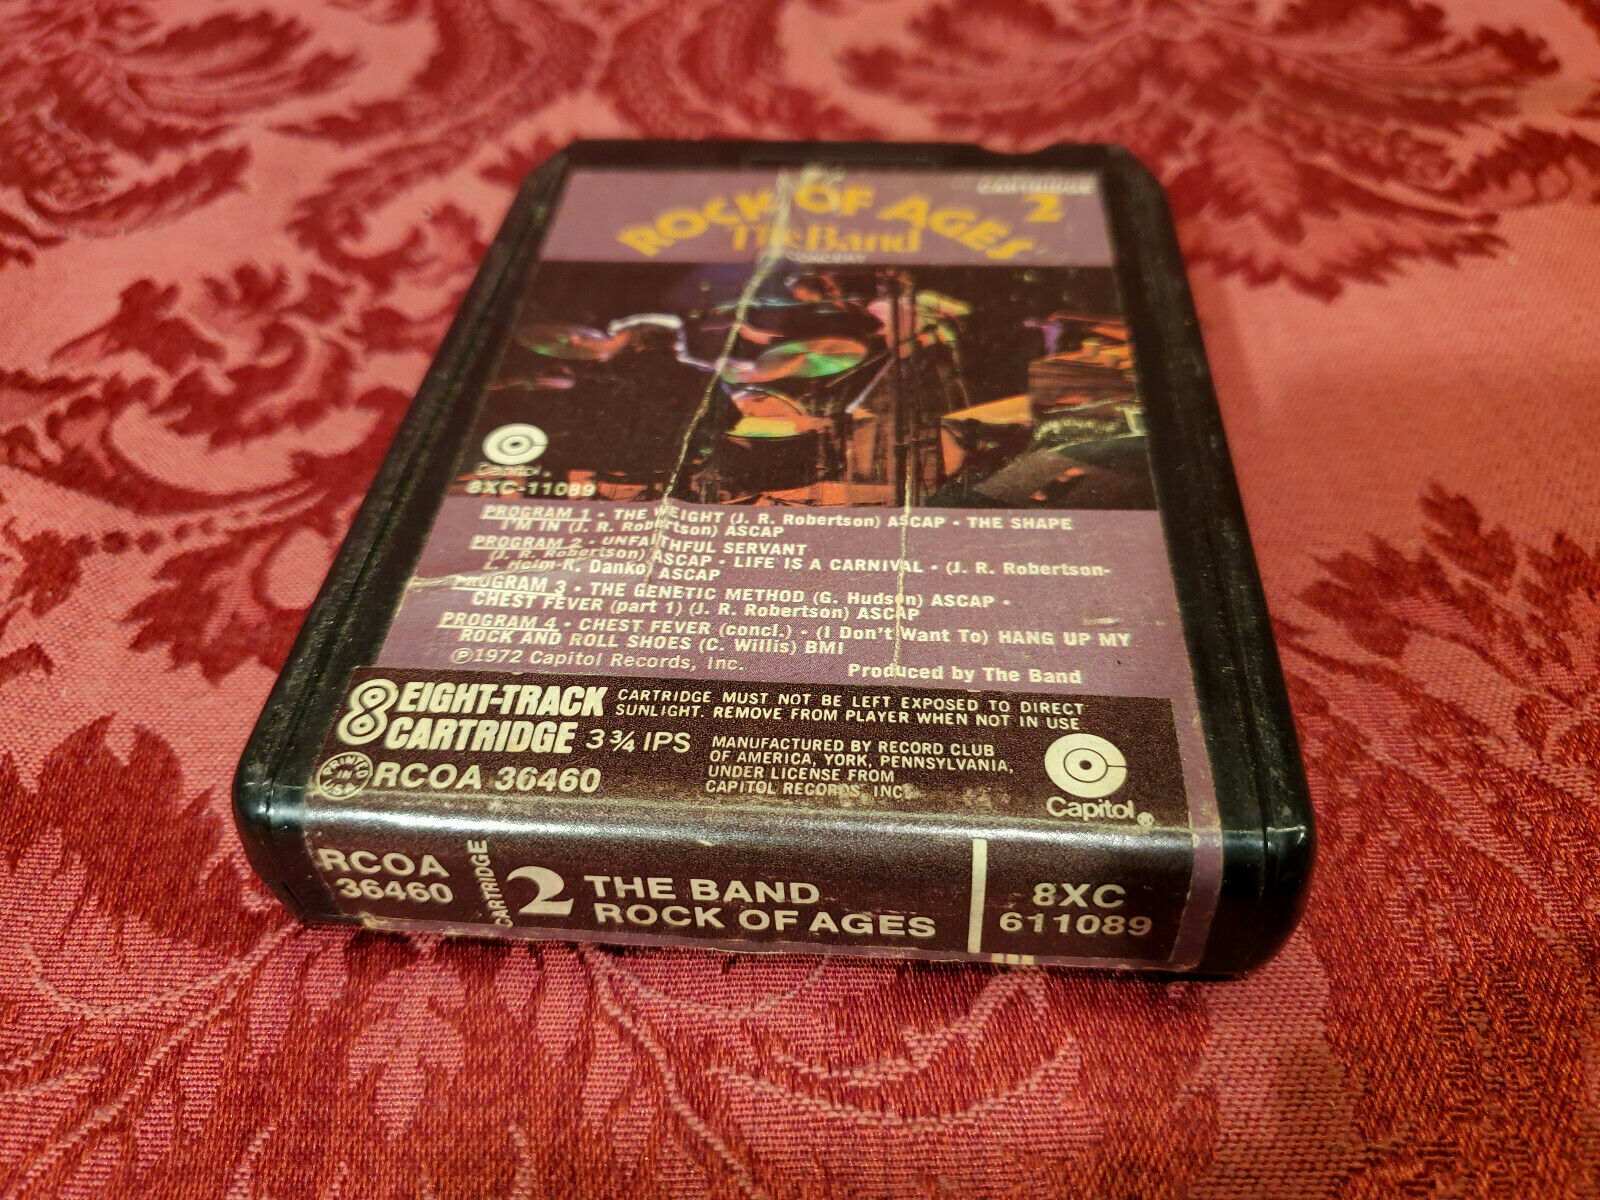 CARTRIDGE
2
ROCK OF AGES
The Band
IN CONCERT
Capitol®
8XC-11089
PROGRAM 1 • THE WEIGHT (J. R. Robertson) ASCAP • THE SHAPE
I'M IN (J. R. Robertson) ASCAP
PROGRAM 2 • UNFAITHFUL SERVANT
(J. R. Robertson) ASCAP • LIFE IS A CARNIVAL • (J. R. Robertson-
L. Helm-R. Danko) ASCAP
PROGRAM 3 • THE GENETIC METHOD (G. Hudson) ASCAP •
CHEST FEVER (part 1) (J. R. Robertson) ASCAP
PROGRAM 4 • CHEST FEVER (concl.) • (I Don't Want To) HANG UP MY
ROCK AND ROLL SHOES (C. Willis) BMI
℗1972 Capitol Records, Inc.
Produced by The Band
8 EIGHT-TRACK
CARTRIDGE 3 3/4 IPS
CARTRIDGE MUST NOT BE LEFT EXPOSED TO DIRECT
SUNLIGHT. REMOVE FROM PLAYER WHEN NOT IN USE
PRINTED IN U.S.A.
RCOA 36460
MANUFACTURED BY RECORD CLUB
OF AMERICA, YORK, PENNSYLVANIA,
UNDER LICENSE FROM
CAPITOL RECORDS, INC.
Capitol®
RCOA
36460
CARTRIDGE
2
THE BAND
ROCK OF AGES
8XC
611089